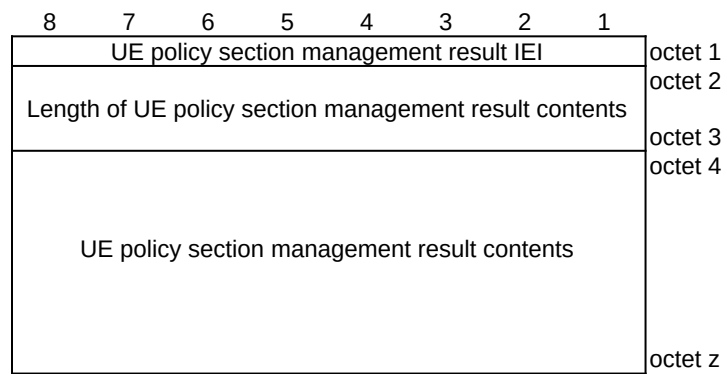 8 7 6 5 4 3 2 1
UE policy section management result IEI octet 1
octet 2
Length of UE policy section management result contents
octet 3
octet 4
UE policy section management result contents
octet z